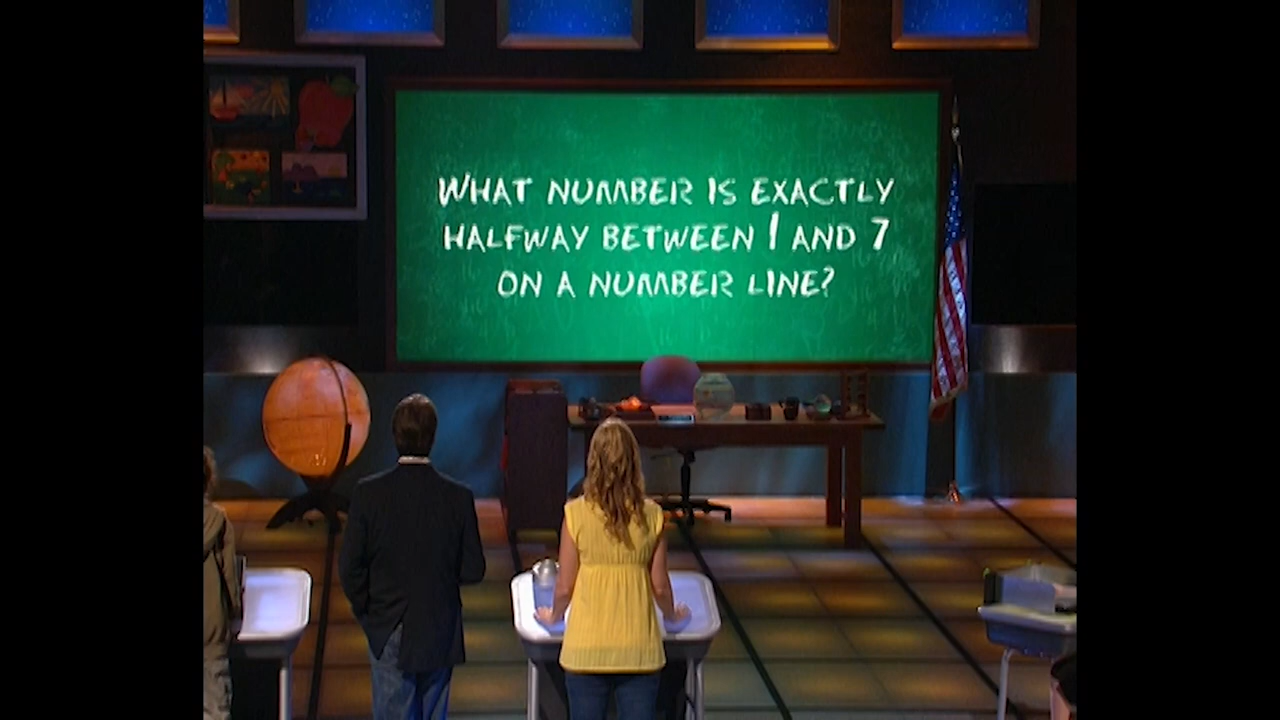 WHAT NUMBER IS EXACTLY
HALFWAY BETWEEN 1 AND 7
ON A NUMBER LINE?